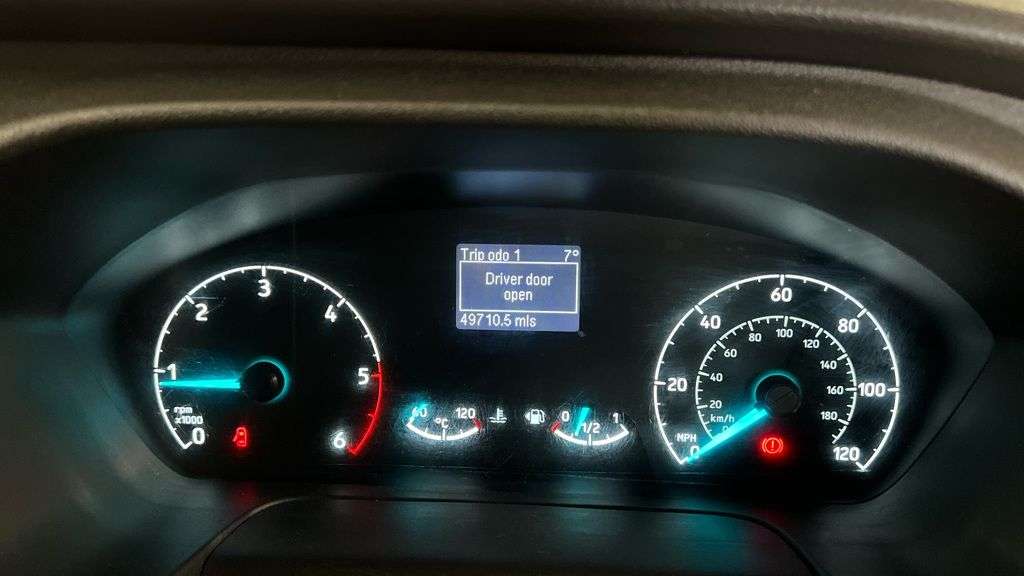 Trip odo 1 7°
Driver door
open
49710.5 mls
0 1 2 3 4 5 6
rpm
x1000
60 120
°C
0 1/2 1
0 20 40 60 80 100 120
MPH
0 20 40 60 80 100 120 140 160 180
km/h